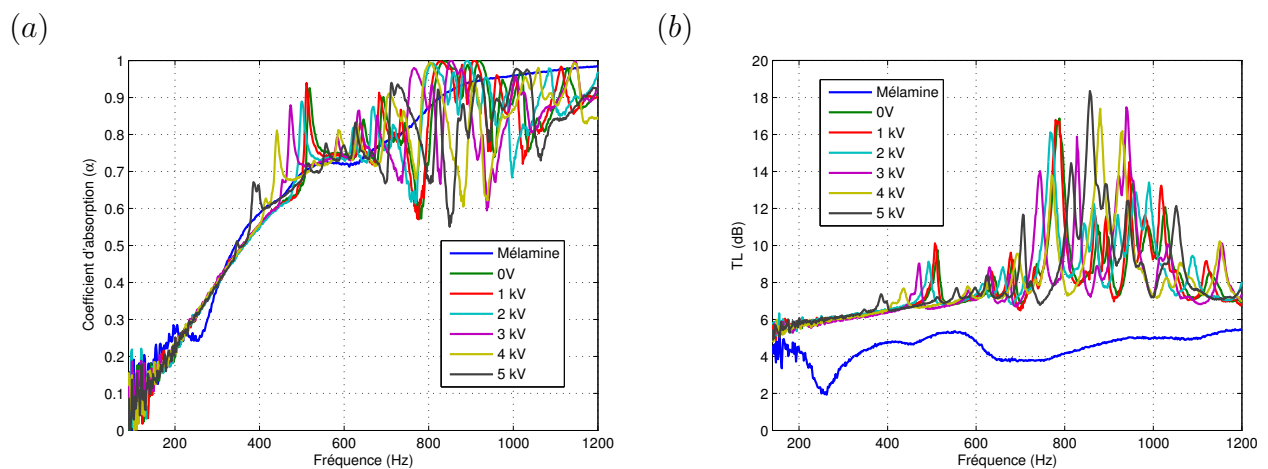 (a)
1
0.9
0.8
0.7
0.6
0.5
0.4
0.3
0.2
0.1
0
Coefficient d'absorption (α)
Mélamine
0V
1 kV
2 kV
3 kV
4 kV
5 kV
200 400 600 800 1000 1200
Fréquence (Hz)
(b)
20
18
16
14
12
10
8
6
4
2
0
TL (dB)
Mélamine
0V
1 kV
2 kV
3 kV
4 kV
5 kV
200 400 600 800 1000 1200
Fréquence (Hz)